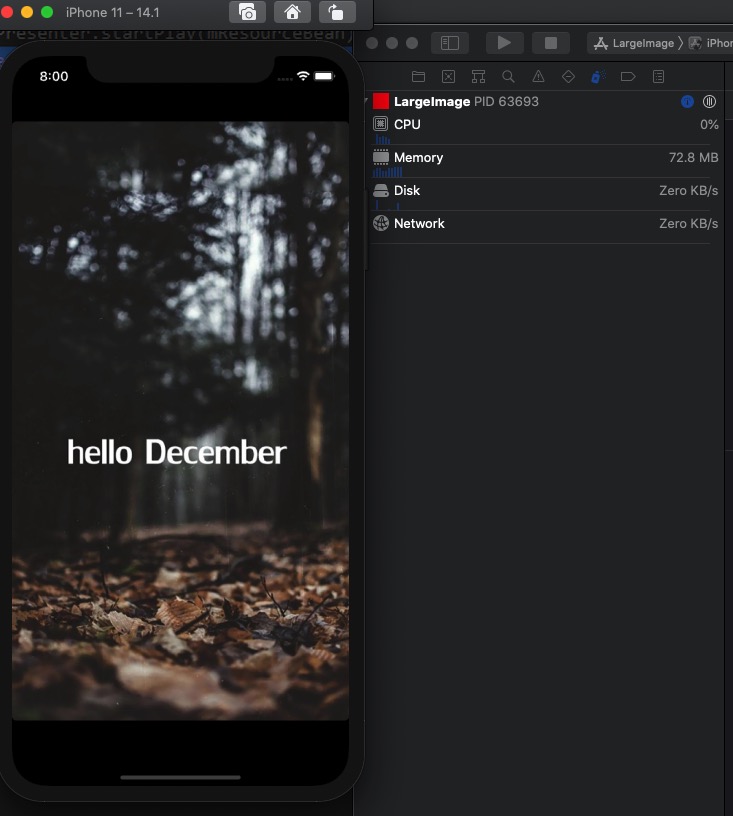 iPhone 11 – 14.1
Presenter.startPlay(mResourceBean)
8:00
hello December
LargeImage
iPhon
LargeImage PID 63693
CPU
0%
Memory
72.8 MB
Disk
Zero KB/s
Network
Zero KB/s